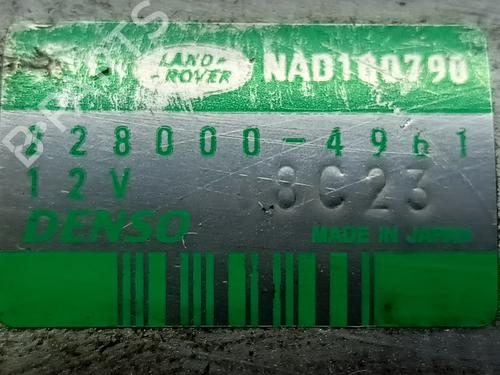 LAND-
-ROVER
NAD100790
228000-4961
12V
8C23
DENSO
MADE IN JAPAN